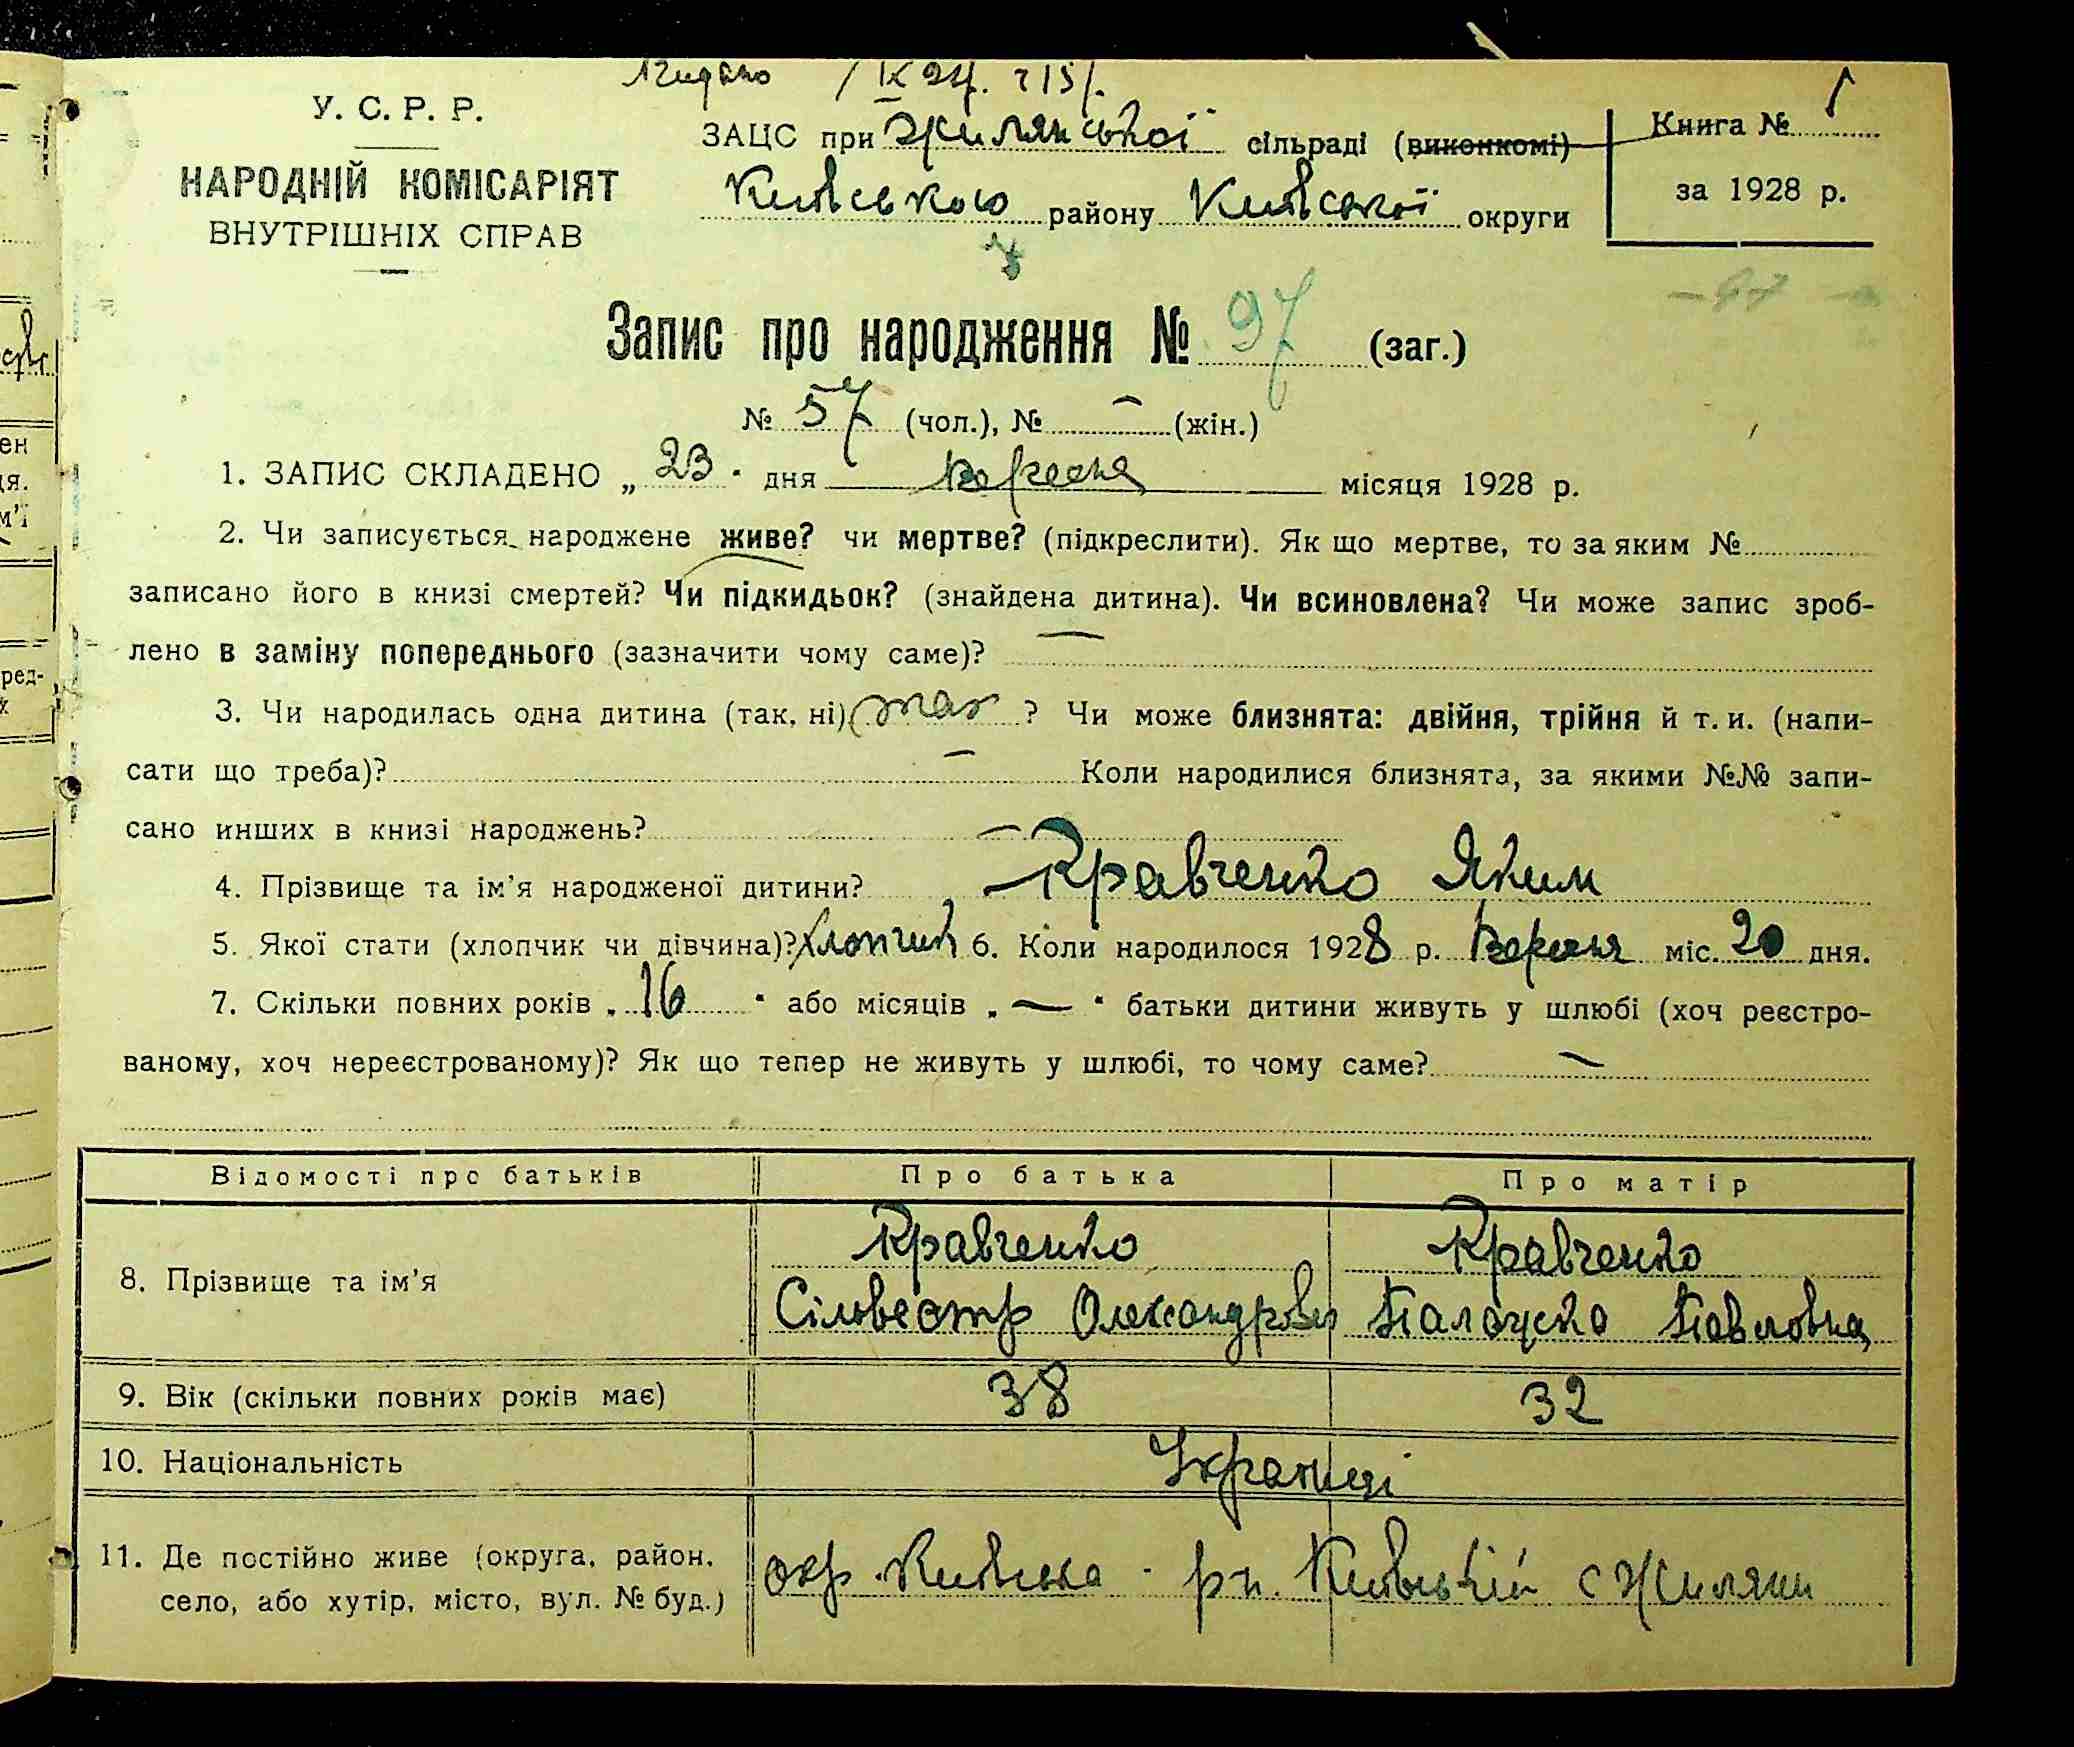 У. С. Р. Р.
НАРОДНІЙ КОМІСАРІЯТ
ВНУТРІШНІХ СПРАВ
ЗАЦС при Жилянської сільраді (виконкомі)
Київського району Київської округи
Книга №
за 1928 р.
Запис про народження № 97 (заг.)
№ 57 (чол.), № — (жін.)
1. ЗАПИС СКЛАДЕНО „ 23 " дня вересня місяця 1928 р.
2. Чи записується народжене живе? чи мертве? (підкреслити). Як що мертве, то за яким №
записано його в книзі смертей? Чи підкидьок? (знайдена дитина). Чи всиновлена? Чи може запис зроб-
лено в заміну попереднього (зазначити чому саме)? —
3. Чи народилась одна дитина (так, ні) так ? Чи може близнята: двійня, трійня й т. и. (напи-
сати що треба)? — Коли народилися близнята, за якими №№ запи-
сано инших в книзі народжень? —
4. Прізвище та ім'я народженої дитини? Кравченко Яким
5. Якої стати (хлопчик чи дівчина)? хлопчик 6. Коли народилося 1928 р. Вересня міс. 20 дня.
7. Скільки повних років „ 16 " або місяців „ — " батьки дитини живуть у шлюбі (хоч реєстро-
ваному, хоч нереєстрованому)? Як що тепер не живуть у шлюбі, то чому саме? —
Відомості про батьків Про батька Про матір
8. Прізвище та ім'я
Кравченко Кравченко
Сільвестр Олександров Палажка Павловна
9. Вік (скільки повних років має) 38 32
10. Національність Українці
11. Де постійно живе (округа, район,
село, або хутір, місто, вул. № буд.)
окр. Київська рн. Київський с Жиляни